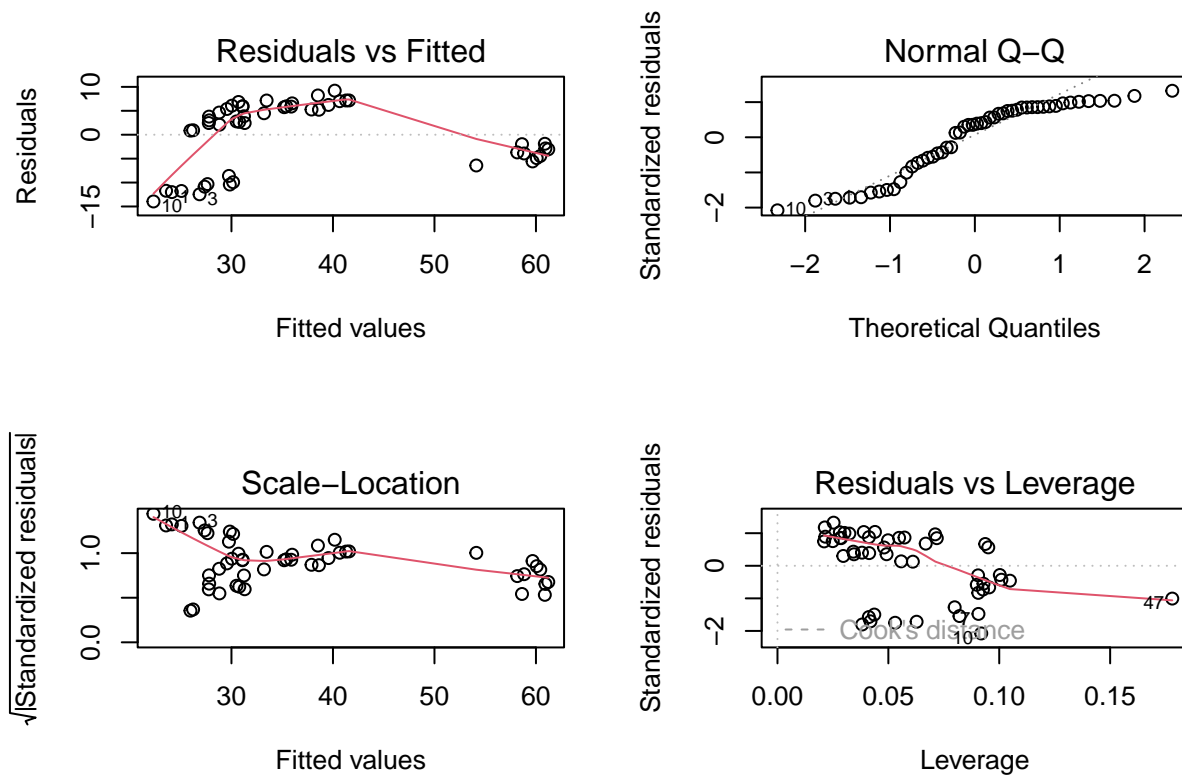 Residuals vs Fitted
Residuals
10
0
−15
10
3
30 40 50 60
Fitted values
Normal Q−Q
Standardized residuals
0
−2
10
3
−2 −1 0 1 2
Theoretical Quantiles
Scale−Location
√|Standardized residuals|
1.0
0.0
10
3
30 40 50 60
Fitted values
Residuals vs Leverage
Standardized residuals
0
−2
47
Cook's distance
10
0.00 0.05 0.10 0.15
Leverage